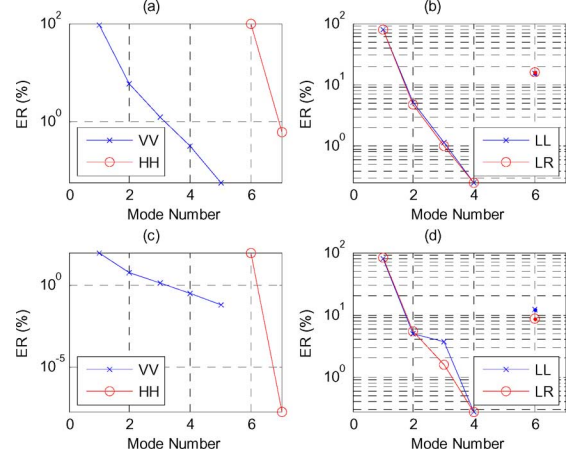 (a)
ER (%)
10^2
10^0
VV
HH
0 2 4 6
Mode Number
(b)
ER (%)
10^2
10^1
10^0
LL
LR
0 2 4 6
Mode Number
(c)
ER (%)
10^0
10^-5
VV
HH
0 2 4 6
Mode Number
(d)
ER (%)
10^2
10^1
10^0
LL
LR
0 2 4 6
Mode Number